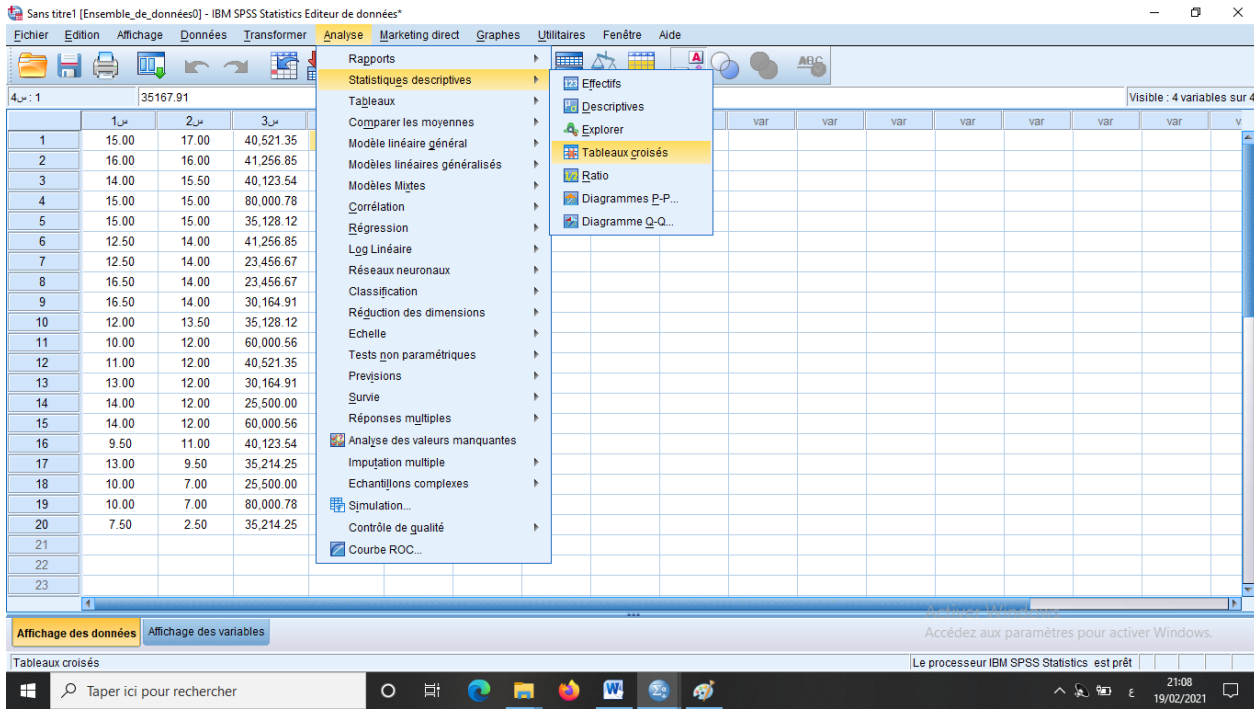 Sans titre1 [Ensemble_de_données0] - IBM SPSS Statistics Editeur de données*
Fichier Edition Affichage Données Transformer Analyse Marketing direct Graphes Utilitaires Fenêtre Aide
4س : 1 35167.91 Visible : 4 variables sur 4
1س 2س 3س var var var var var var var v
1 15.00 17.00 40,521.35
2 16.00 16.00 41,256.85
3 14.00 15.50 40,123.54
4 15.00 15.00 80,000.78
5 15.00 15.00 35,128.12
6 12.50 14.00 41,256.85
7 12.50 14.00 23,456.67
8 16.50 14.00 23,456.67
9 16.50 14.00 30,164.91
10 12.00 13.50 35,128.12
11 10.00 12.00 60,000.56
12 11.00 12.00 40,521.35
13 13.00 12.00 30,164.91
14 14.00 12.00 25,500.00
15 14.00 12.00 60,000.56
16 9.50 11.00 40,123.54
17 13.00 9.50 35,214.25
18 10.00 7.00 25,500.00
19 10.00 7.00 80,000.78
20 7.50 2.50 35,214.25
21
22
23
Rapports
Statistiques descriptives
Tableaux
Comparer les moyennes
Modèle linéaire général
Modèles linéaires généralisés
Modèles Mixtes
Corrélation
Régression
Log Linéaire
Réseaux neuronaux
Classification
Réduction des dimensions
Echelle
Tests non paramétriques
Prévisions
Survie
Réponses multiples
Analyse des valeurs manquantes
Imputation multiple
Echantillons complexes
Simulation...
Contrôle de qualité
Courbe ROC...
Effectifs
Descriptives
Explorer
Tableaux croisés
Ratio
Diagrammes P-P...
Diagramme Q-Q...
Affichage des données Affichage des variables
Activer Windows
Accédez aux paramètres pour activer Windows.
Tableaux croisés Le processeur IBM SPSS Statistics est prêt
Taper ici pour rechercher
ع 21:08
19/02/2021